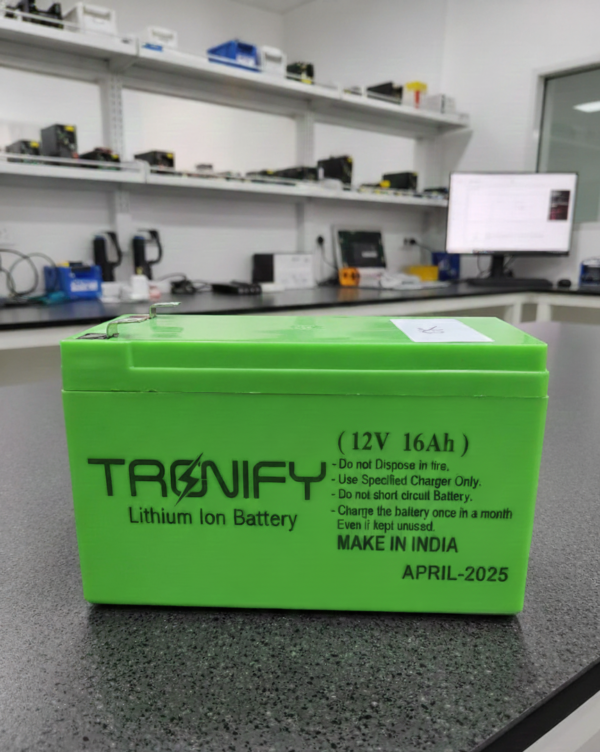 TRONIFY
Lithium Ion Battery
( 12V 16Ah )
- Do not Dispose in fire,
- Use Specified Charger Only.
- Do not short circuit Battery.
- Charge the battery once in a month
Even if kept unused.
MAKE IN INDIA
APRIL-2025